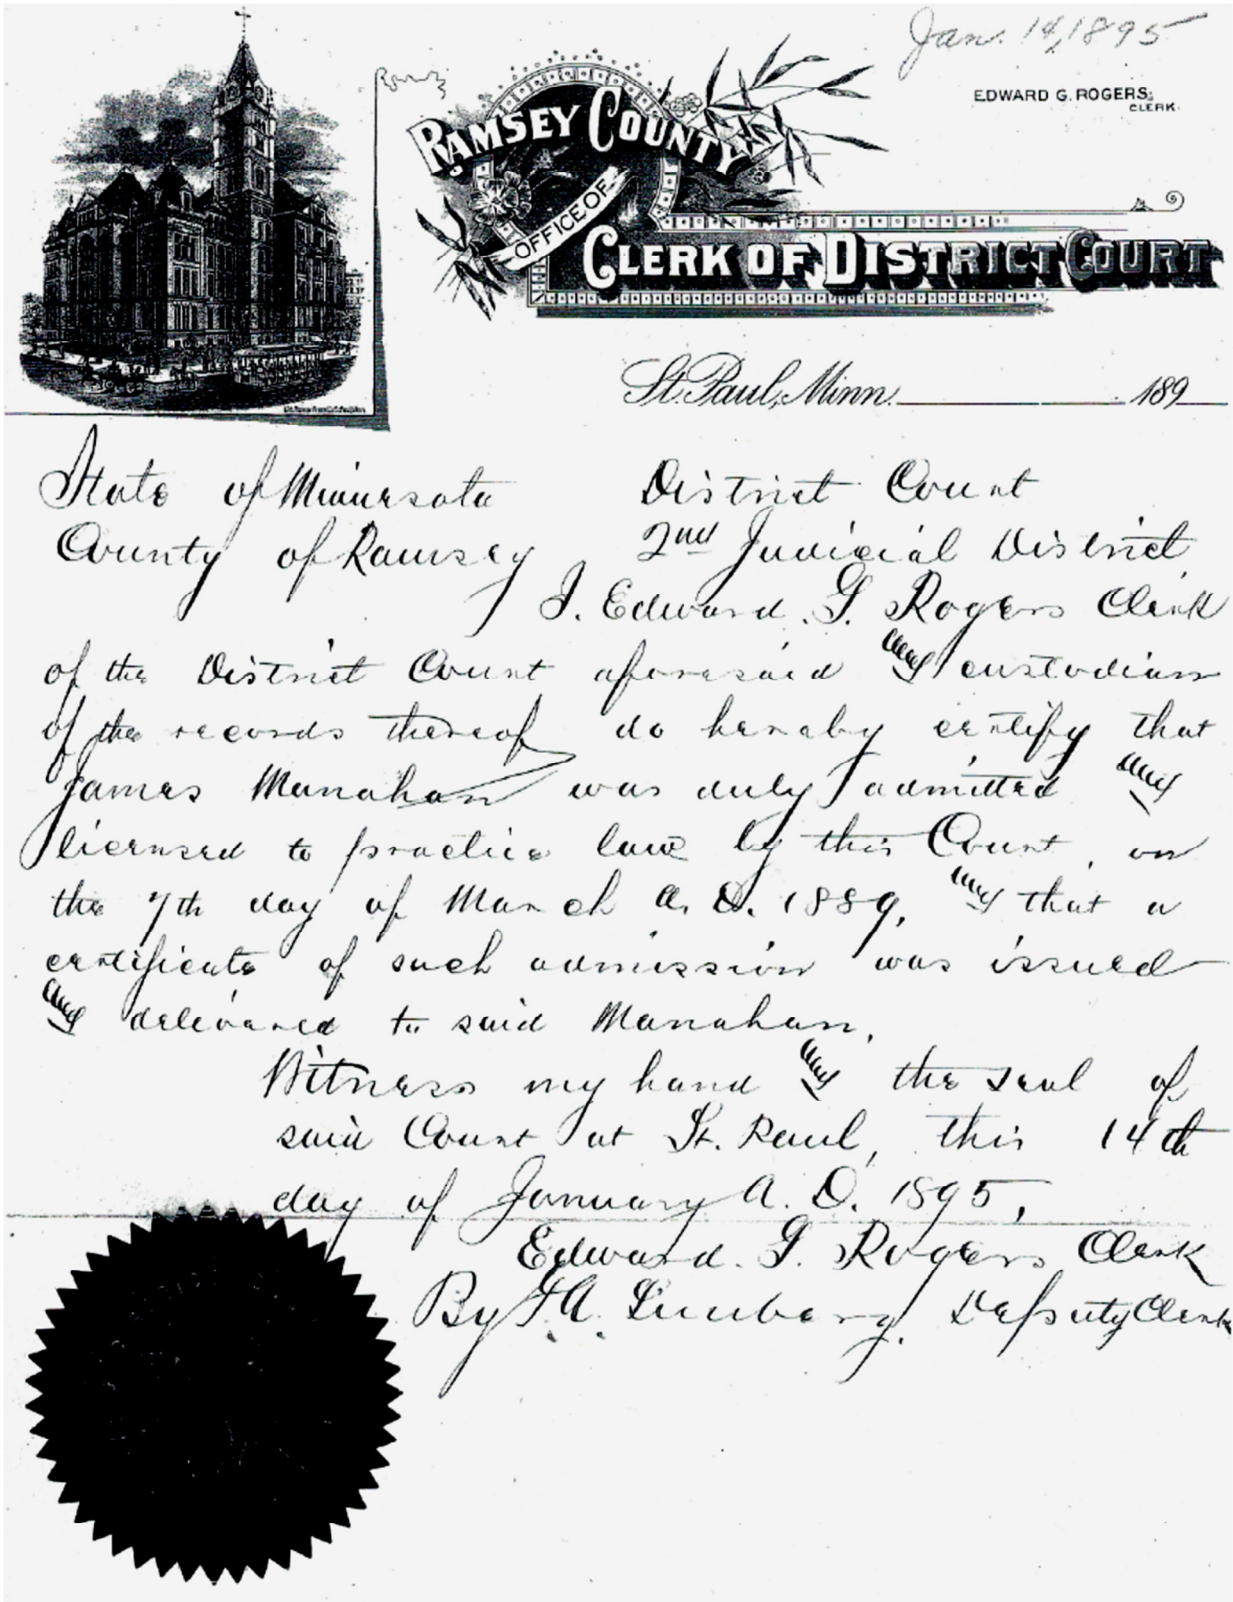 Jan. 14, 1895
EDWARD G. ROGERS,
CLERK.
RAMSEY COUNTY
OFFICE OF
CLERK OF DISTRICT COURT
St. Paul, Minn. 189
State of Minnesota District Court
County of Ramsey 2nd Judicial District
I. Edward. G. Rogers Clerk
of the District Court aforesaid and custodian
of the records thereof do hereby certify that
James Manahan was duly admitted and
licensed to practice law by this Court, on
the 7th day of March A. D. 1889, and that a
certificate of such admission was issued
and delivered to said Manahan.
Witness my hand and the seal of
said Court at St. Paul, this 14th
day of January A. D. 1895,
Edward. G. Rogers Clerk
By Deputy Clerk